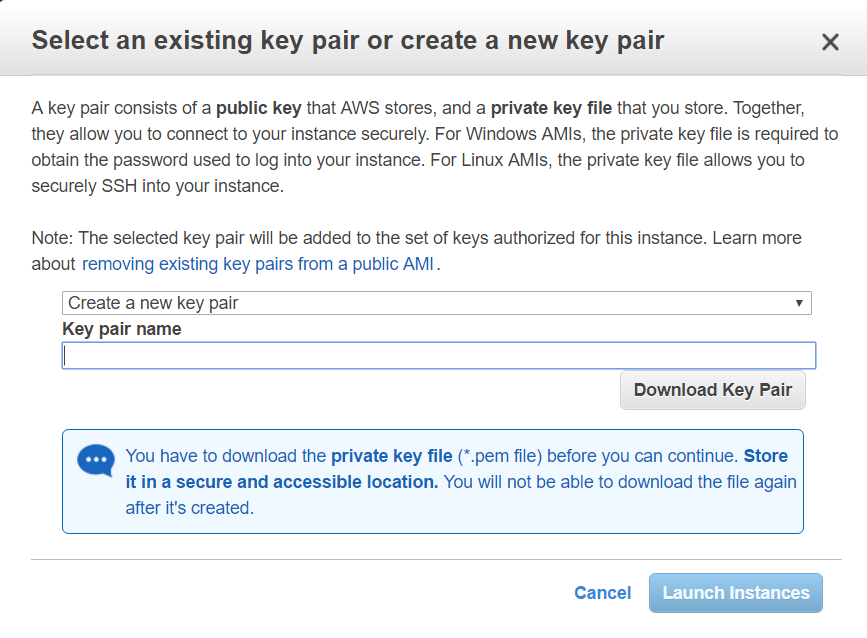 Select an existing key pair or create a new key pair
A key pair consists of a public key that AWS stores, and a private key file that you store. Together,
they allow you to connect to your instance securely. For Windows AMIs, the private key file is required to
obtain the password used to log into your instance. For Linux AMIs, the private key file allows you to
securely SSH into your instance.
Note: The selected key pair will be added to the set of keys authorized for this instance. Learn more
about removing existing key pairs from a public AMI.
Create a new key pair
Key pair name
Download Key Pair
You have to download the private key file (*.pem file) before you can continue. Store
it in a secure and accessible location. You will not be able to download the file again
after it's created.
Cancel
Launch Instances